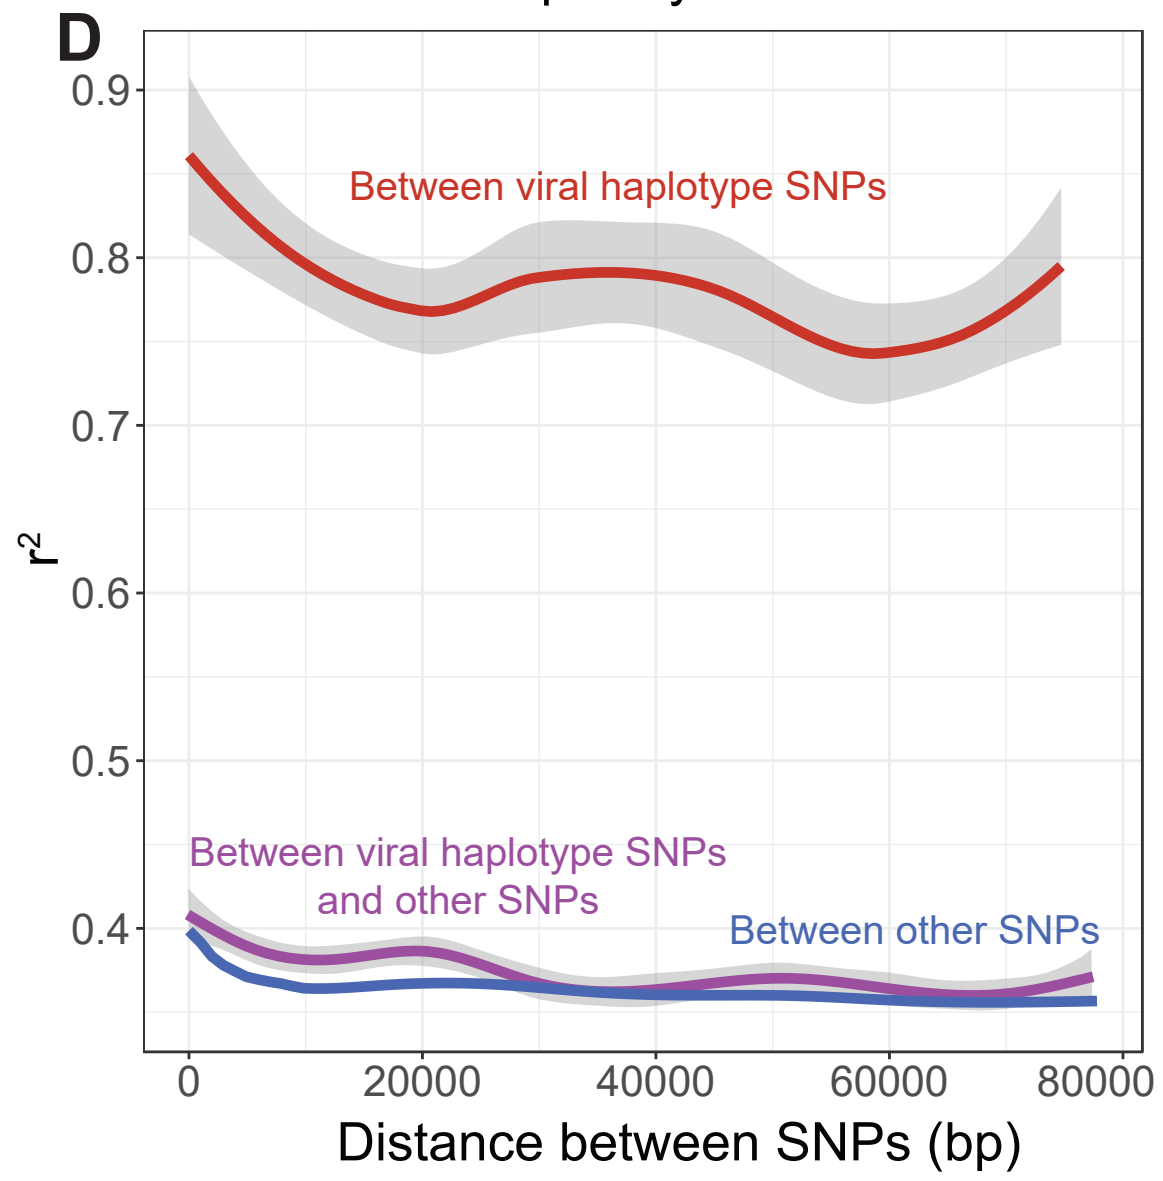 D
0.9
Between viral haplotype SNPs
0.8
0.7
r²
0.6
0.5
Between viral haplotype SNPs
and other SNPs
Between other SNPs
0.4
0 20000 40000 60000 80000
Distance between SNPs (bp)